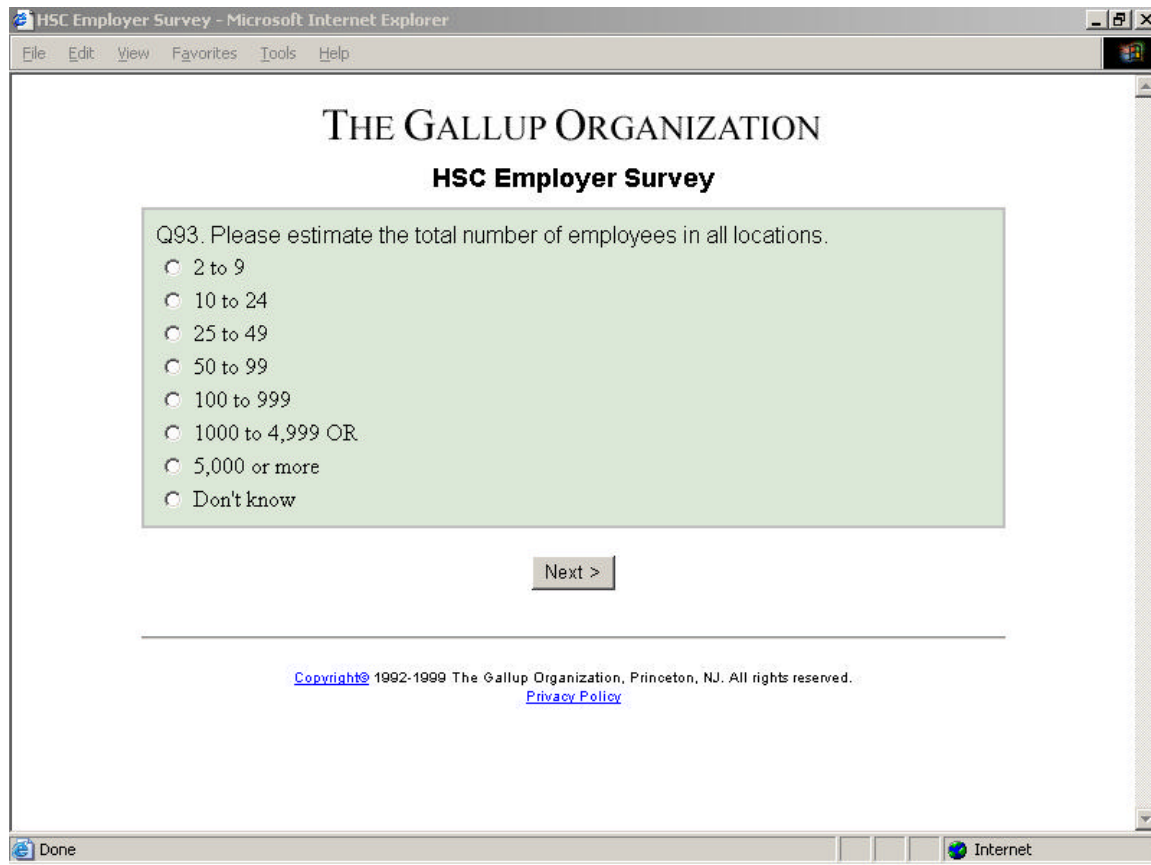 HSC Employer Survey - Microsoft Internet Explorer
File Edit View Favorites Tools Help
THE GALLUP ORGANIZATION
HSC Employer Survey
Q93. Please estimate the total number of employees in all locations.
2 to 9
10 to 24
25 to 49
50 to 99
100 to 999
1000 to 4,999 OR
5,000 or more
Don't know
Next >
Copyright© 1992-1999 The Gallup Organization, Princeton, NJ. All rights reserved.
Privacy Policy
Done Internet